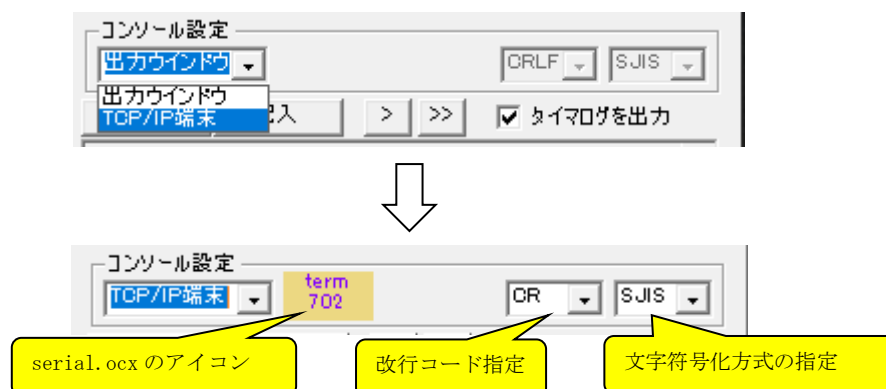 コンソール設定
出力ウインドウ
CRLF
SJIS
出力ウインドウ
TCP/IP端末
入
>
>>
タイマログを出力
コンソール設定
TCP/IP端末
term
702
CR
SJIS
serial.ocx のアイコン
改行コード指定
文字符号化方式の指定